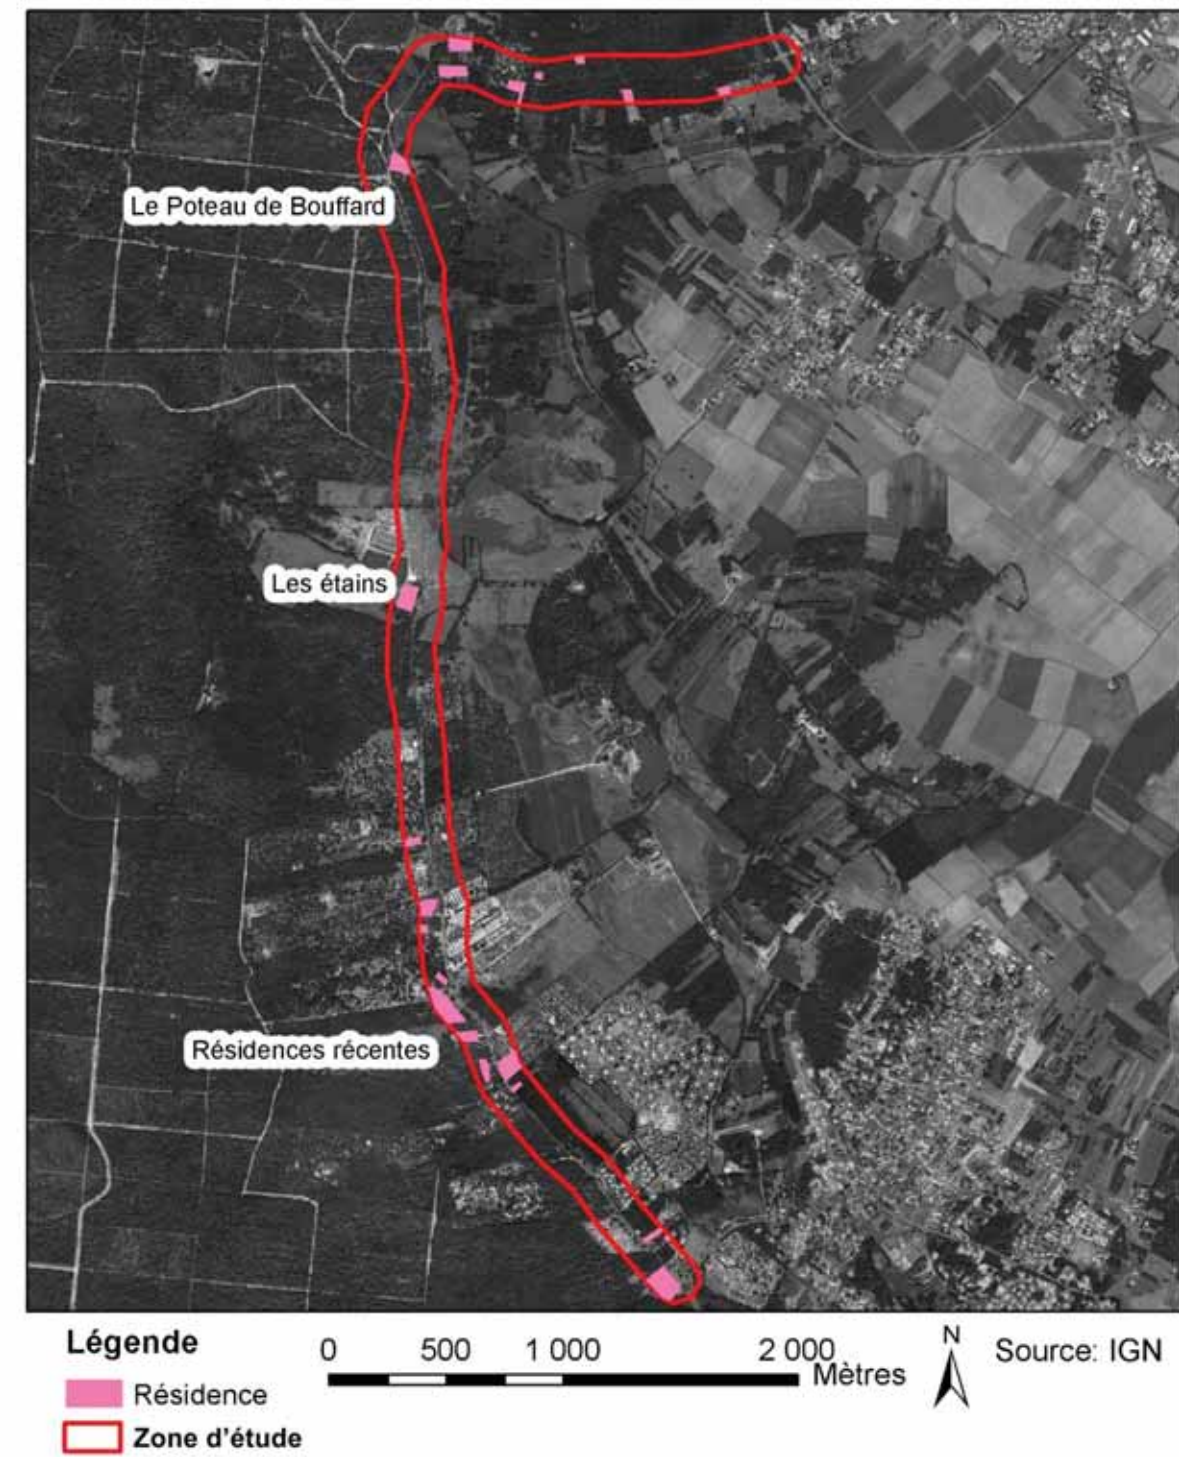 Le Poteau de Bouffard
Les étains
Résidences récentes
Légende
Résidence
Zone d'étude
0 500 1 000 2 000
Mètres
N
Source: IGN